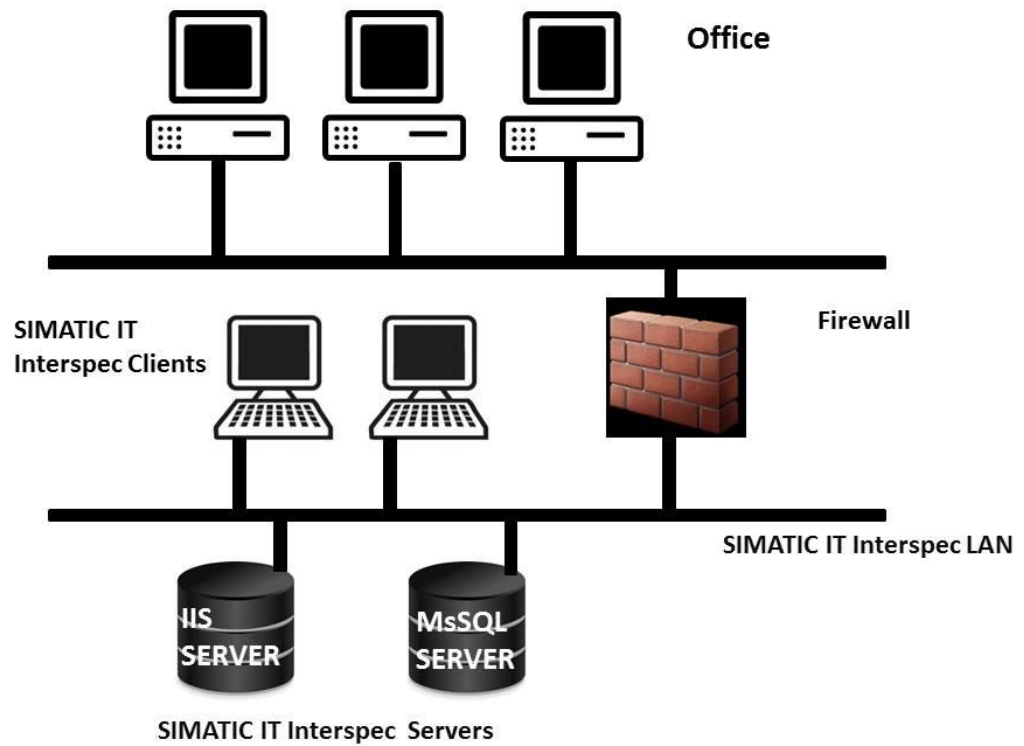 Office
SIMATIC IT
Interspec Clients
Firewall
SIMATIC IT Interspec LAN
IIS
SERVER
MsSQL
SERVER
SIMATIC IT Interspec Servers